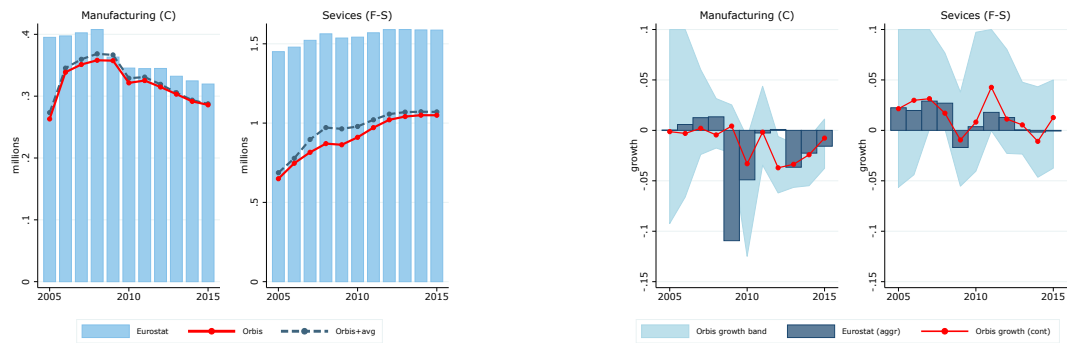 Manufacturing (C)
Sevices (F-S)
millions
0
.1
.2
.3
.4
2005
2010
2015
millions
0
.5
1
1.5
2005
2010
2015
Eurostat
Orbis
Orbis+avg
Manufacturing (C)
Sevices (F-S)
growth
-.15
-.1
-.05
0
.05
.1
2005
2010
2015
growth
-.15
-.1
-.05
0
.05
.1
2005
2010
2015
Orbis growth band
Eurostat (aggr)
Orbis growth (cont)